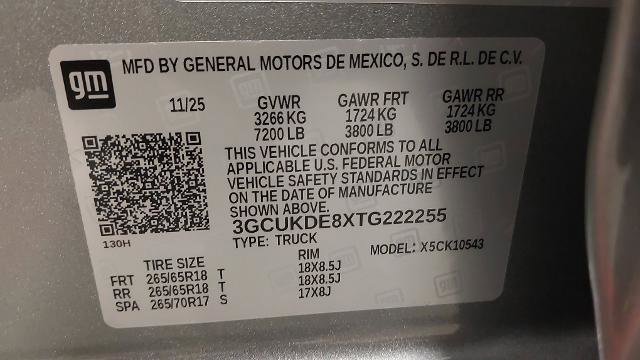 gm MFD BY GENERAL MOTORS DE MEXICO, S. DE R.L. DE C.V.
11/25 GVWR GAWR FRT GAWR RR
3266 KG 1724 KG 1724 KG
7200 LB 3800 LB 3800 LB
THIS VEHICLE CONFORMS TO ALL
APPLICABLE U.S. FEDERAL MOTOR
VEHICLE SAFETY STANDARDS IN EFFECT
ON THE DATE OF MANUFACTURE
SHOWN ABOVE.
3GCUKDE8XTG222255
130H
TYPE: TRUCK MODEL: X5CK10543
TIRE SIZE RIM
FRT 265/65R18 T 18X8.5J
RR 265/65R18 T 18X8.5J
SPA 265/70R17 S 17X8J